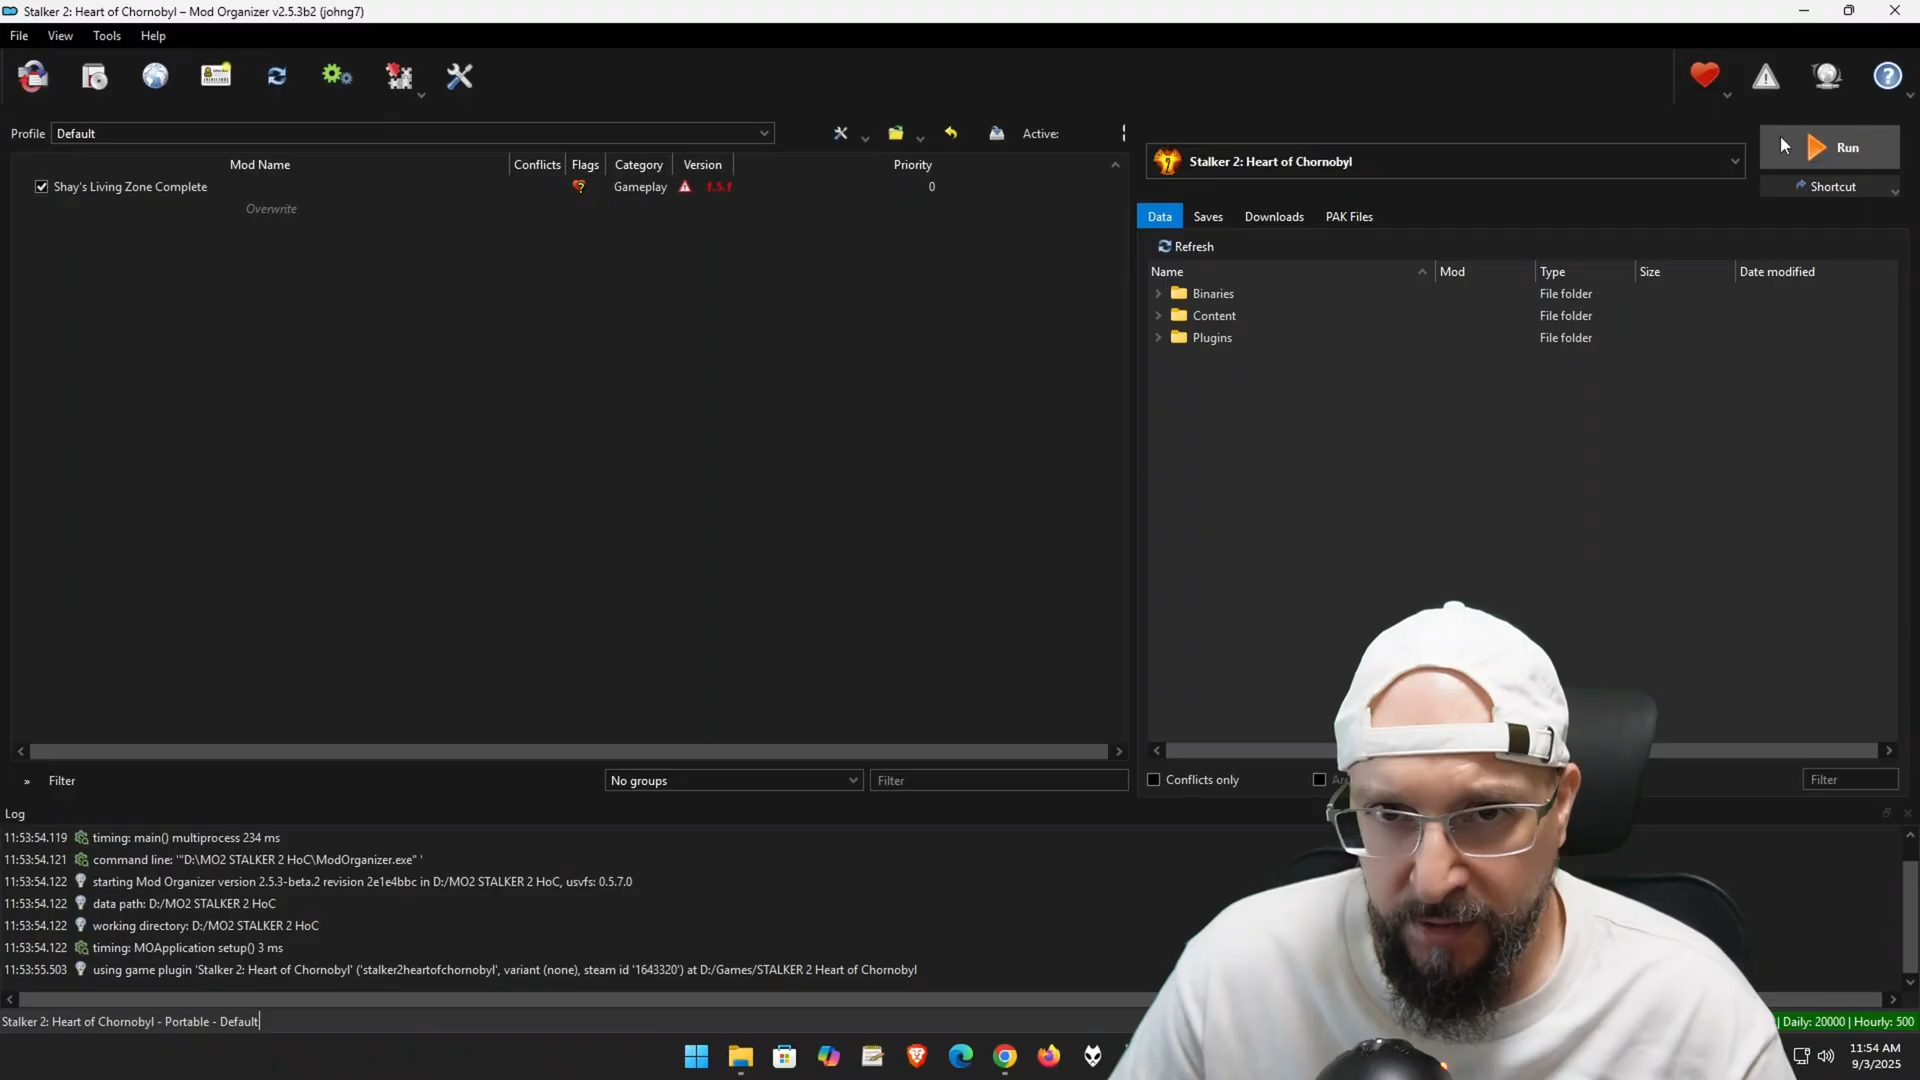 Stalker 2: Heart of Chornobyl – Mod Organizer v2.5.3b2 (johng7)
File View Tools Help
Profile Default Active:
Mod Name Conflicts Flags Category Version Priority
Shay's Living Zone Complete Gameplay 1.5.1 0
Overwrite
Stalker 2: Heart of Chornobyl
Run
Shortcut
Data Saves Downloads PAK Files
Refresh
Name Mod Type Size Date modified
Binaries File folder
Content File folder
Plugins File folder
» Filter No groups Filter
Conflicts only Filter
Log
11:53:54.119 timing: main() multiprocess 234 ms
11:53:54.121 command line: '"D:\MO2 STALKER 2 HoC\ModOrganizer.exe" '
11:53:54.122 starting Mod Organizer version 2.5.3-beta.2 revision 2e1e4bbc in D:/MO2 STALKER 2 HoC, usvfs: 0.5.7.0
11:53:54.122 data path: D:/MO2 STALKER 2 HoC
11:53:54.122 working directory: D:/MO2 STALKER 2 HoC
11:53:54.122 timing: MOApplication setup() 3 ms
11:53:55.503 using game plugin 'Stalker 2: Heart of Chornobyl' ('stalker2heartofchornobyl', variant (none), steam id '1643320') at D:/Games/STALKER 2 Heart of Chornobyl
Stalker 2: Heart of Chornobyl - Portable - Default
| Daily: 20000 | Hourly: 500
11:54 AM
9/3/2025